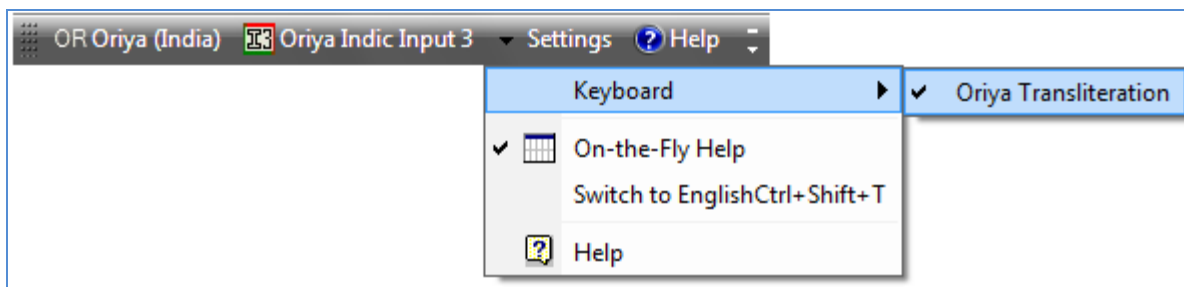 OR Oriya (India) Oriya Indic Input 3 Settings ? Help
Keyboard Oriya Transliteration
On-the-Fly Help
Switch to EnglishCtrl+Shift+T
? Help